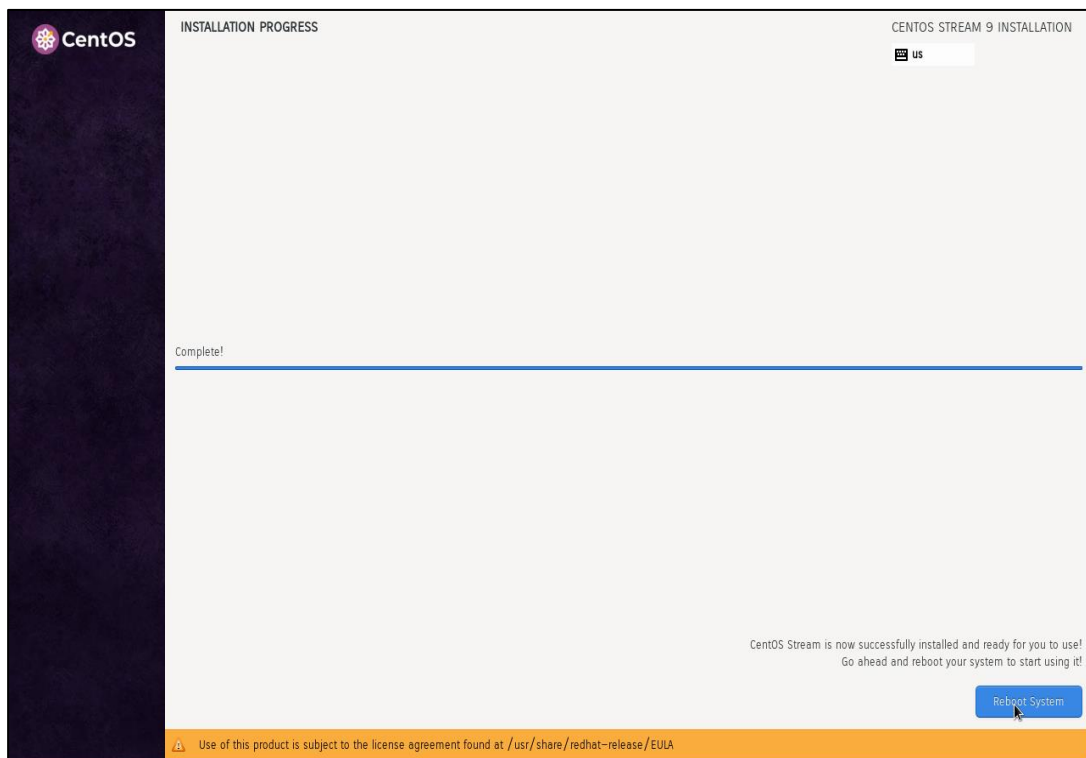 CentOS
INSTALLATION PROGRESS
CENTOS STREAM 9 INSTALLATION
us
Complete!
CentOS Stream is now successfully installed and ready for you to use!
Go ahead and reboot your system to start using it!
Reboot System
Use of this product is subject to the license agreement found at /usr/share/redhat-release/EULA